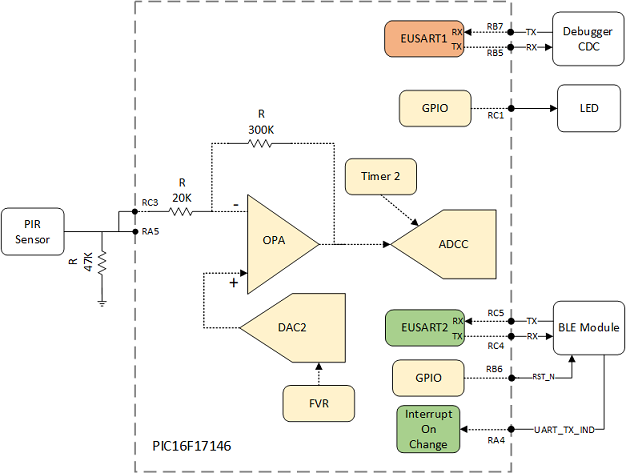 RB7
TX
Debugger
CDC
EUSART1
RX
TX
RB5
RX
GPIO
RC1
LED
R
300K
R
20K
RC3
Timer 2
PIR
Sensor
RA5
-
OPA
ADCC
R
47K
+
DAC2
RC5
TX
BLE Module
EUSART2
RX
TX
RC4
RX
GPIO
RB6
RST_N
FVR
Interrupt
On
Change
UART_TX_IND
RA4
PIC16F17146